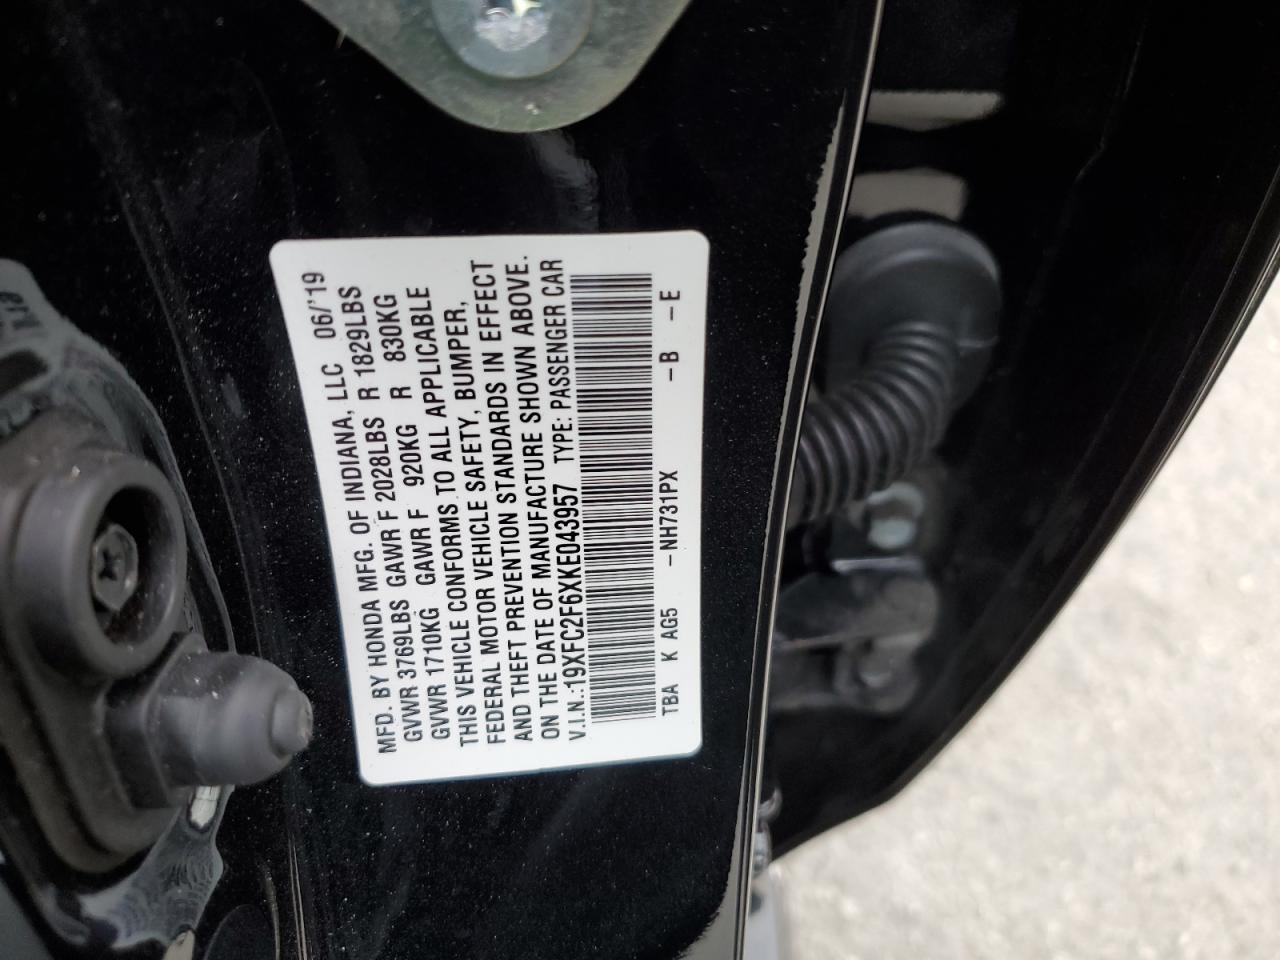 MFD. BY HONDA MFG. OF INDIANA, LLC 06/'19
GVWR 3769LBS GAWR F 2028LBS R 1829LBS
GVWR 1710KG GAWR F 920KG R 830KG
THIS VEHICLE CONFORMS TO ALL APPLICABLE
FEDERAL MOTOR VEHICLE SAFETY, BUMPER,
AND THEFT PREVENTION STANDARDS IN EFFECT
ON THE DATE OF MANUFACTURE SHOWN ABOVE.
V.I.N.:19XFC2F6XKE043957 TYPE: PASSENGER CAR
TBA K AG5 -NH731PX -B -E